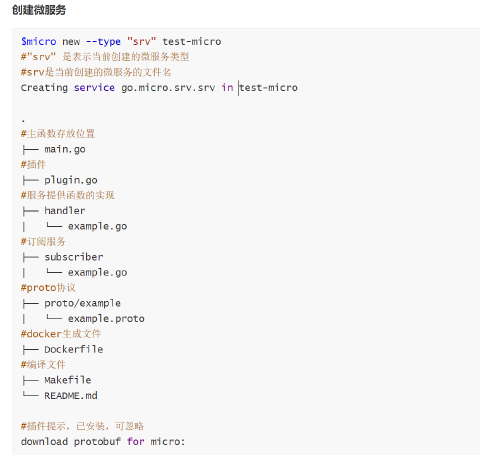 创建微服务
$micro new --type "srv" test-micro
#"srv" 是表示当前创建的微服务类型
#srv是当前创建的微服务的文件名
Creating service go.micro.srv.srv in test-micro
.
#主函数存放位置
├── main.go
#插件
├── plugin.go
#服务提供函数的实现
├── handler
│   └── example.go
#订阅服务
├── subscriber
│   └── example.go
#proto协议
├── proto/example
│   └── example.proto
#docker生成文件
├── Dockerfile
#编译文件
├── Makefile
└── README.md
#插件提示，已安装，可忽略
download protobuf for micro: